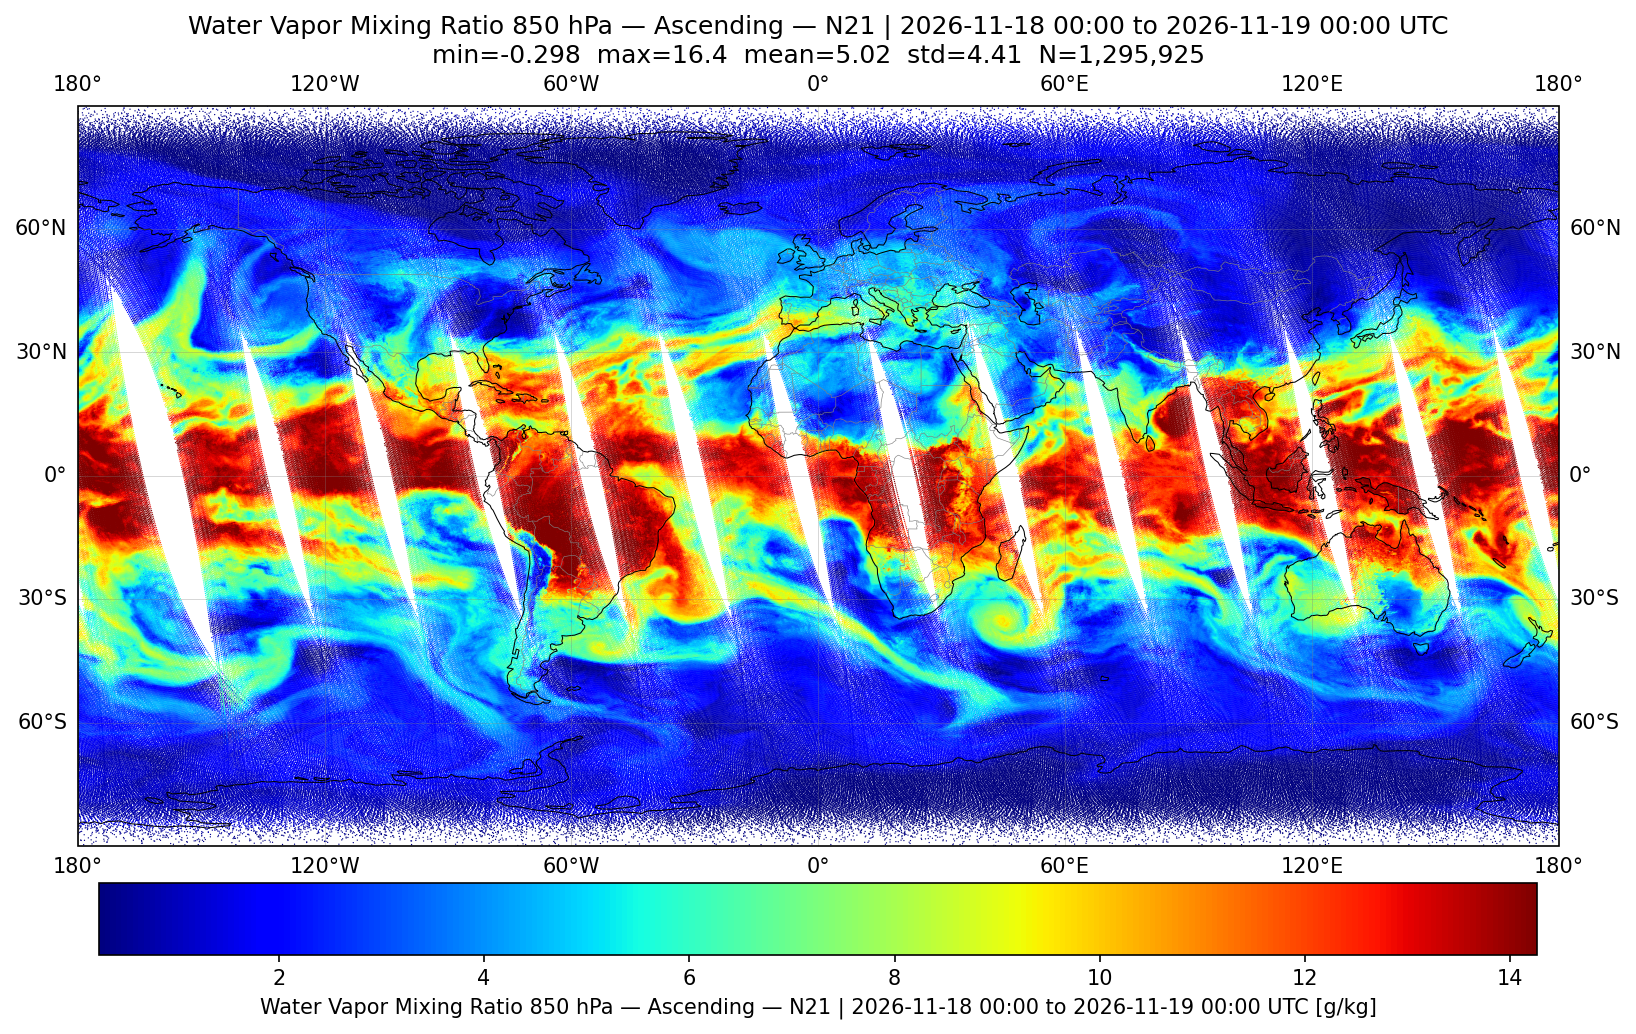 Water Vapor Mixing Ratio 850 hPa — Ascending — N21 | 2026-11-18 00:00 to 2026-11-19 00:00 UTC
min=-0.298  max=16.4  mean=5.02  std=4.41  N=1,295,925
180° 120°W 60°W 0° 60°E 120°E 180°
60°N 60°N
30°N 30°N
0° 0°
30°S 30°S
60°S 60°S
180° 120°W 60°W 0° 60°E 120°E 180°
2 4 6 8 10 12 14
Water Vapor Mixing Ratio 850 hPa — Ascending — N21 | 2026-11-18 00:00 to 2026-11-19 00:00 UTC [g/kg]